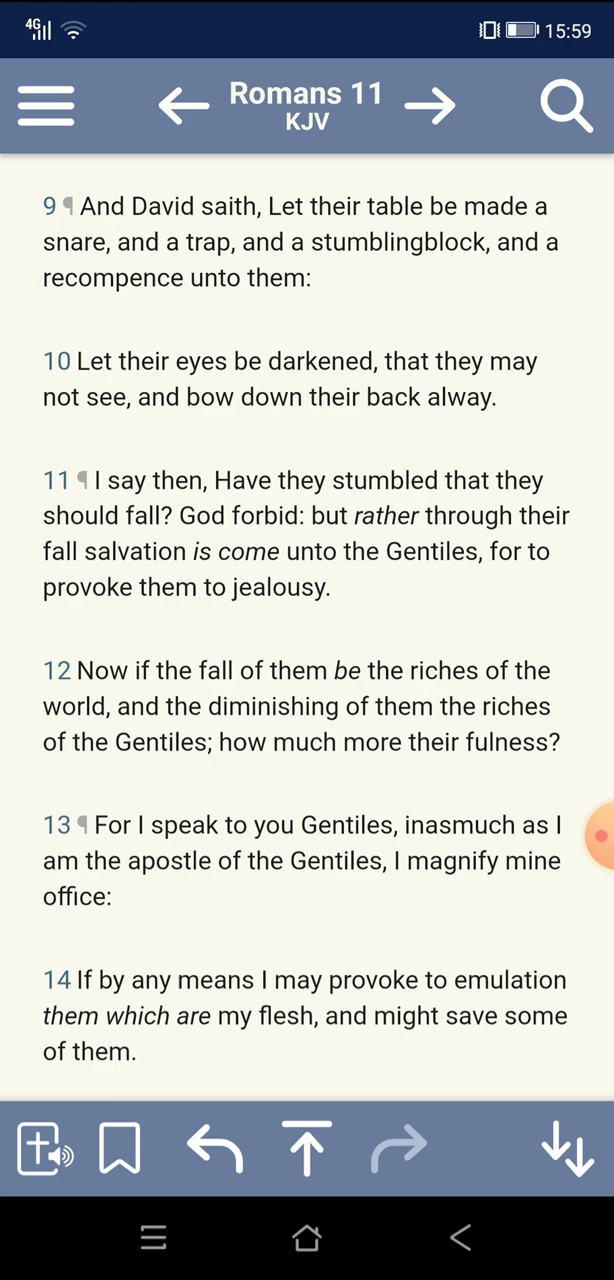 4G 15:59
Romans 11
KJV
9 ¶ And David saith, Let their table be made a
snare, and a trap, and a stumblingblock, and a
recompence unto them:
10 Let their eyes be darkened, that they may
not see, and bow down their back alway.
11 ¶ I say then, Have they stumbled that they
should fall? God forbid: but rather through their
fall salvation is come unto the Gentiles, for to
provoke them to jealousy.
12 Now if the fall of them be the riches of the
world, and the diminishing of them the riches
of the Gentiles; how much more their fulness?
13 ¶ For I speak to you Gentiles, inasmuch as I
am the apostle of the Gentiles, I magnify mine
office:
14 If by any means I may provoke to emulation
them which are my flesh, and might save some
of them.